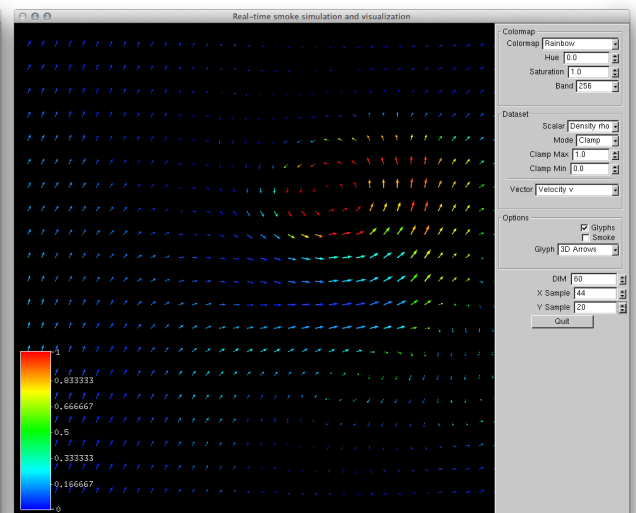 Real-time smoke simulation and visualization
Colormap
Colormap Rainbow
Hue 0.0
Saturation 1.0
Band 256
Dataset
Scalar Density rho
Mode Clamp
Clamp Max 1.0
Clamp Min 0.0
Vector Velocity v
Options
Glyphs
Smoke
Glyph 3D Arrows
DIM 60
X Sample 44
Y Sample 20
Quit
1
0.833333
0.666667
0.5
0.333333
0.166667
0